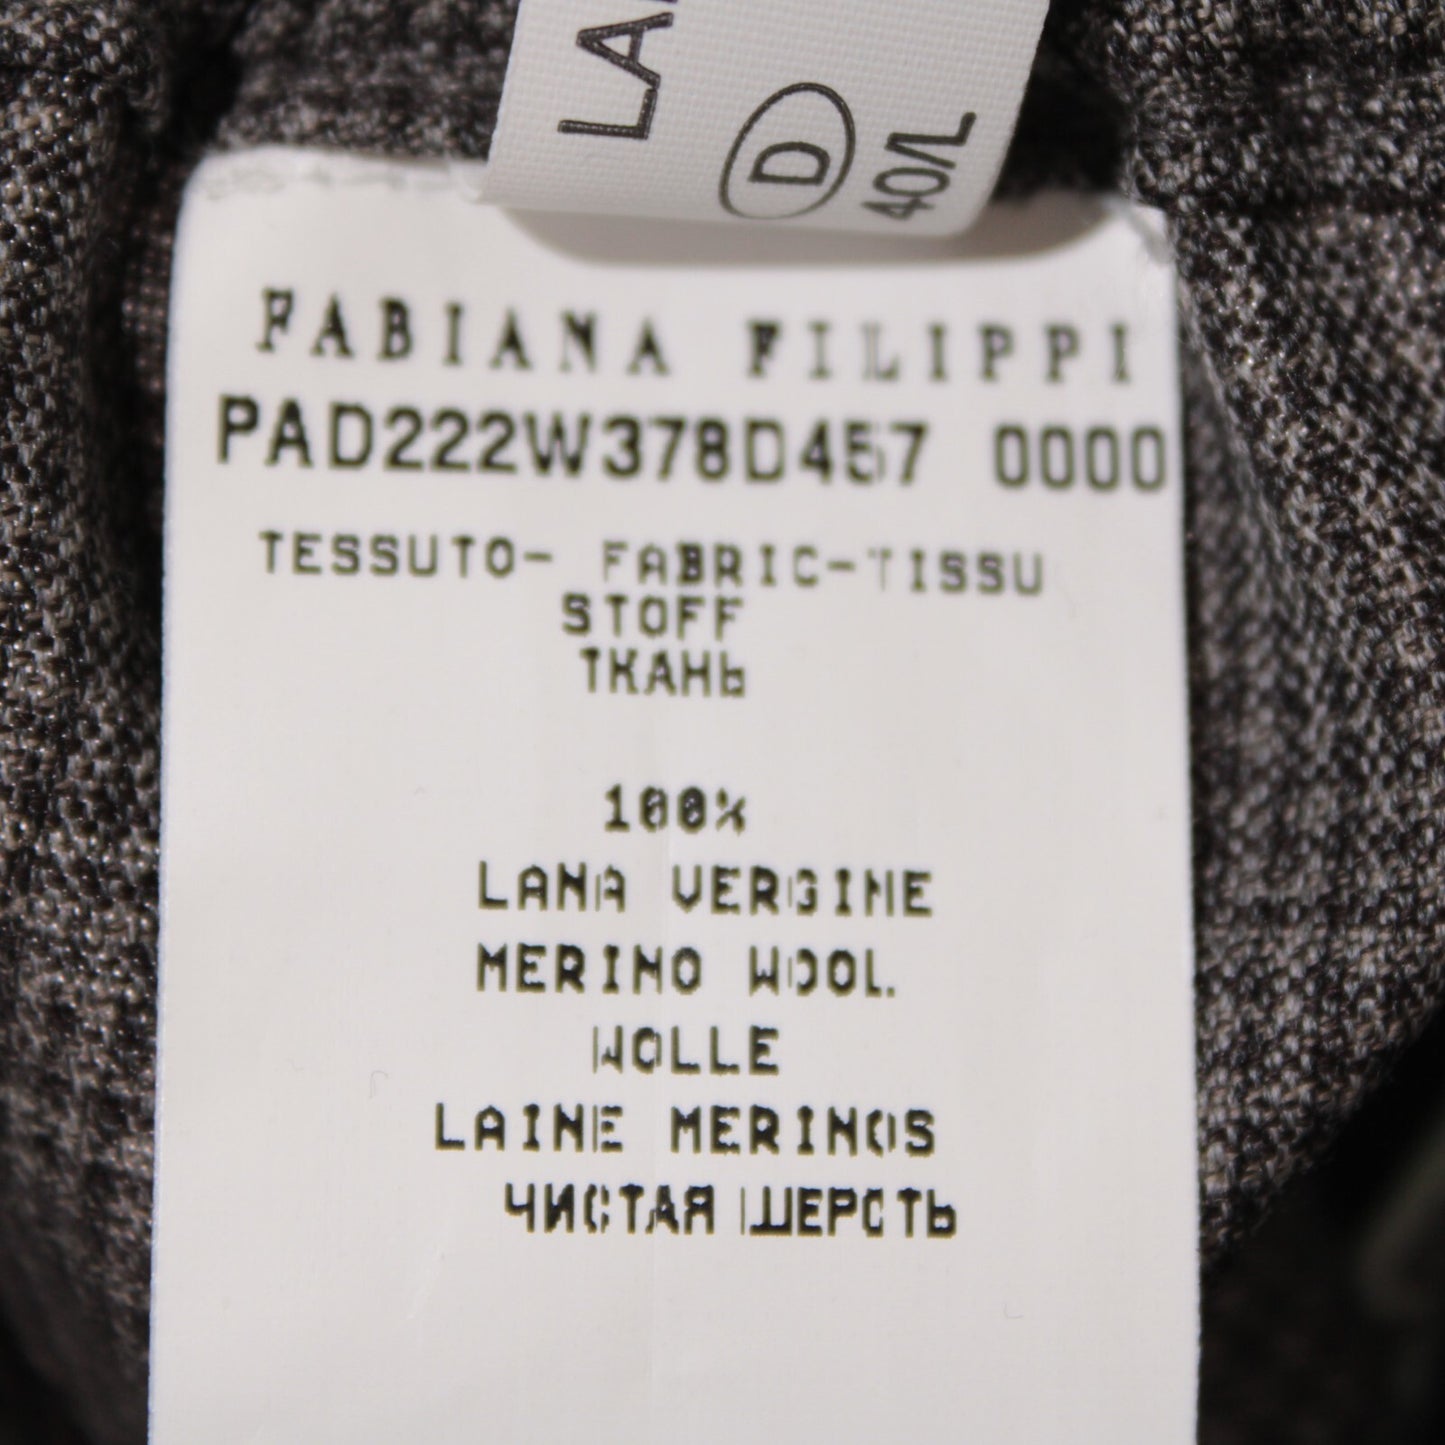 D
40/L
FABIANA FILIPPI
PAD222W378D457 0000
TESSUTO- FABRIC-TISSU
STOFF
ТКАНЬ
100%
LANA VERGINE
MERINO WOOL
WOLLE
LAINE MERINOS
ЧИСТАЯ ШЕРСТЬ